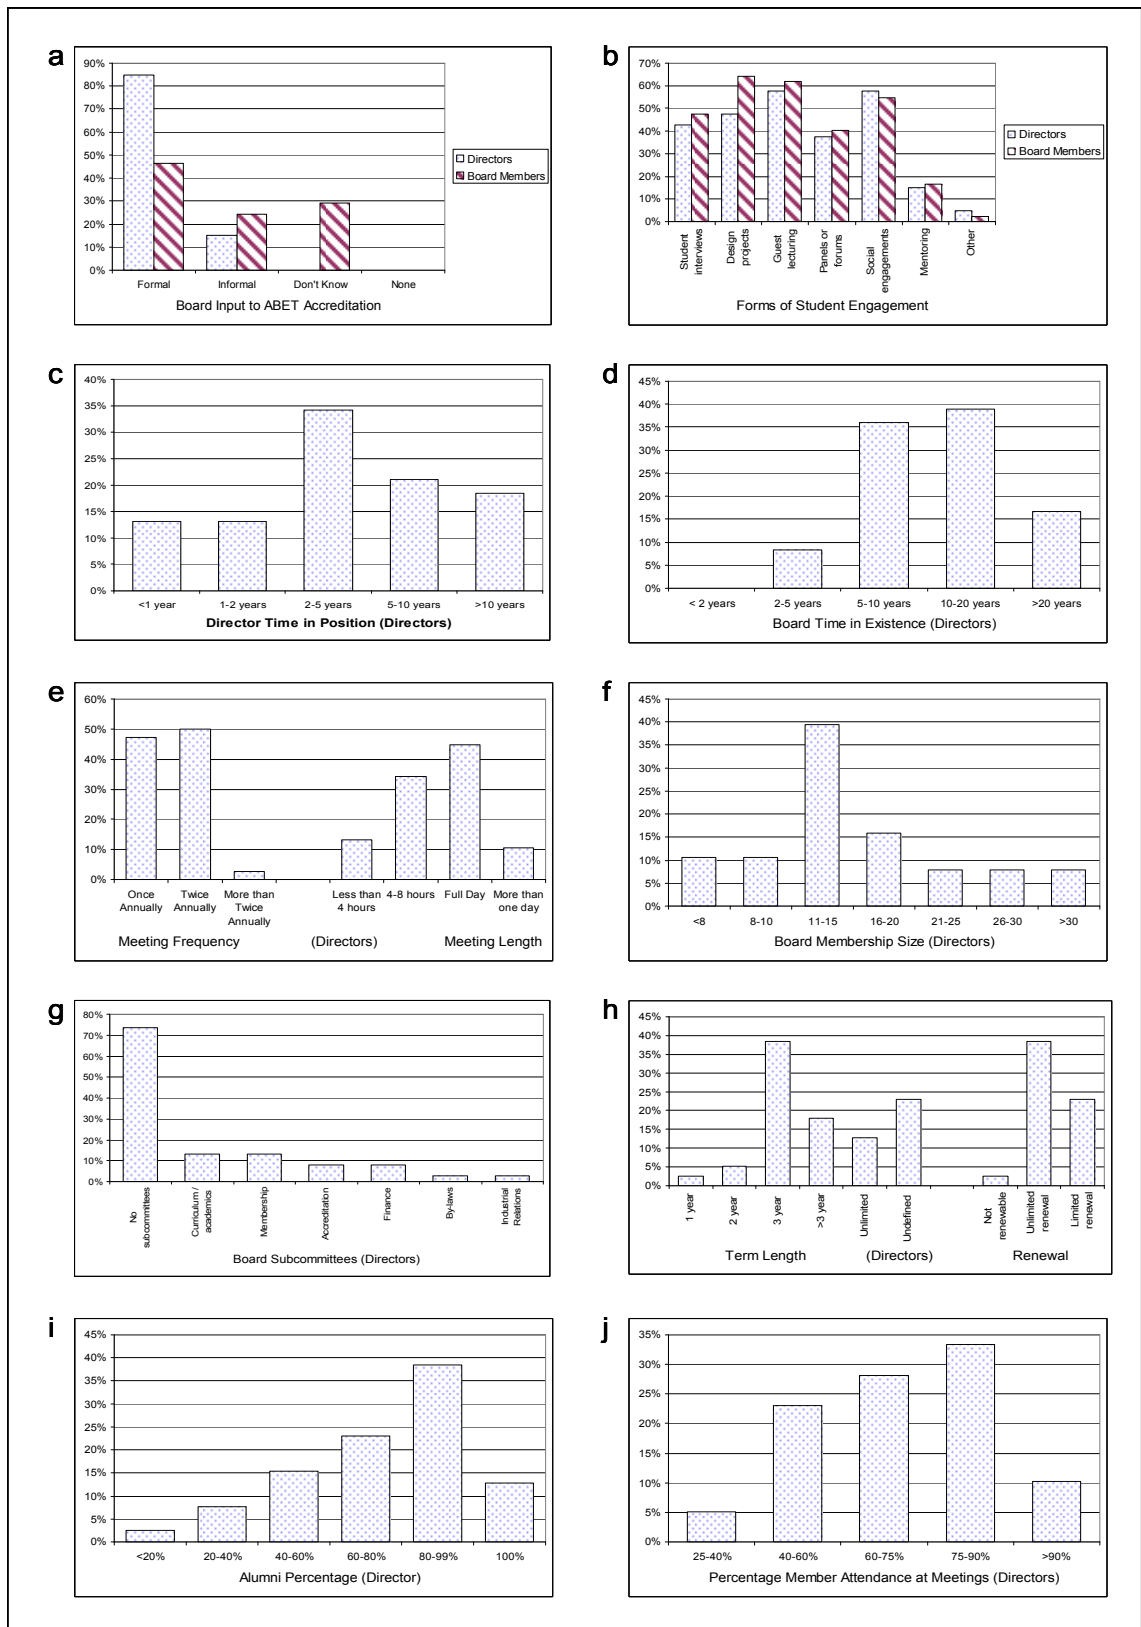 a
90%
80%
70%
60%
50%
40%
30%
20%
10%
0%
Formal
Informal
Don't Know
None
Board Input to ABET Accreditation
Directors
Board Members
b
70%
60%
50%
40%
30%
20%
10%
0%
Student
interviews
Design
projects
Guest
lecturing
Panels or
forums
Social
engagements
Mentoring
Other
Forms of Student Engagement
Directors
Board Members
c
40%
35%
30%
25%
20%
15%
10%
5%
0%
<1 year
1-2 years
2-5 years
5-10 years
>10 years
Director Time in Position (Directors)
d
45%
40%
35%
30%
25%
20%
15%
10%
5%
0%
< 2 years
2-5 years
5-10 years
10-20 years
>20 years
Board Time in Existence (Directors)
e
60%
50%
40%
30%
20%
10%
0%
Once
Annually
Twice
Annually
More than
Twice
Annually
Less than
4 hours
4-8 hours
Full Day
More than
one day
Meeting Frequency (Directors) Meeting Length
f
45%
40%
35%
30%
25%
20%
15%
10%
5%
0%
<8
8-10
11-15
16-20
21-25
26-30
>30
Board Membership Size (Directors)
g
80%
70%
60%
50%
40%
30%
20%
10%
0%
No
subcommittees
Curriculum /
academics
Membership
Accreditation
Finance
By-laws
Industrial
Relations
Board Subcommittees (Directors)
h
45%
40%
35%
30%
25%
20%
15%
10%
5%
0%
1 year
2 year
3 year
>3 year
Unlimited
Undefined
Not
renewable
Unlimited
renewal
Limited
renewal
Term Length (Directors) Renewal
i
45%
40%
35%
30%
25%
20%
15%
10%
5%
0%
<20%
20-40%
40-60%
60-80%
80-99%
100%
Alumni Percentage (Director)
j
35%
30%
25%
20%
15%
10%
5%
0%
25-40%
40-60%
60-75%
75-90%
>90%
Percentage Member Attendance at Meetings (Directors)